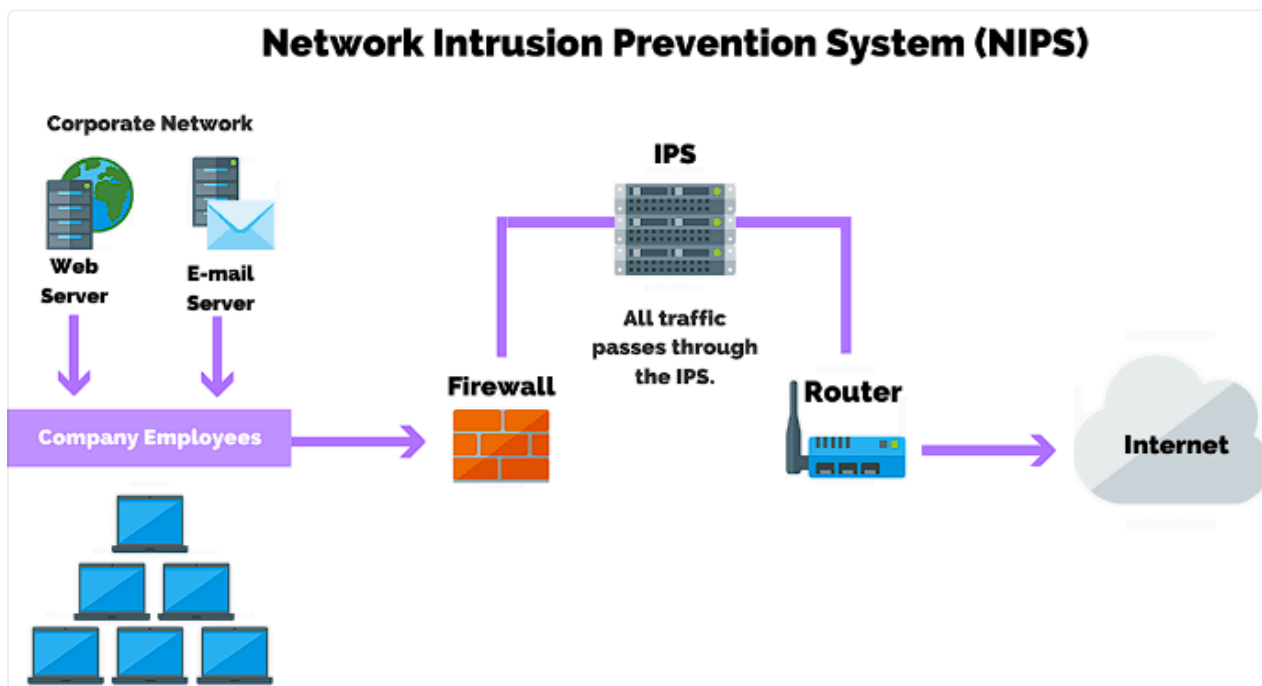 Network Intrusion Prevention System (NIPS)
Corporate Network
Web
Server
E-mail
Server
Company Employees
Firewall
IPS
All traffic
passes through
the IPS.
Router
Internet